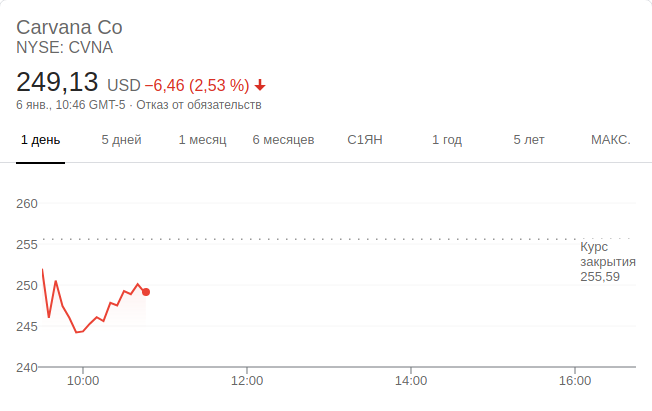 Carvana Co
NYSE: CVNA
249,13 USD −6,46 (2,53 %)
6 янв., 10:46 GMT-5 · Отказ от обязательств
1 день 5 дней 1 месяц 6 месяцев С1ЯН 1 год 5 лет МАКС.
260
255
Курс
закрытия
255,59
250
245
240
10:00 12:00 14:00 16:00